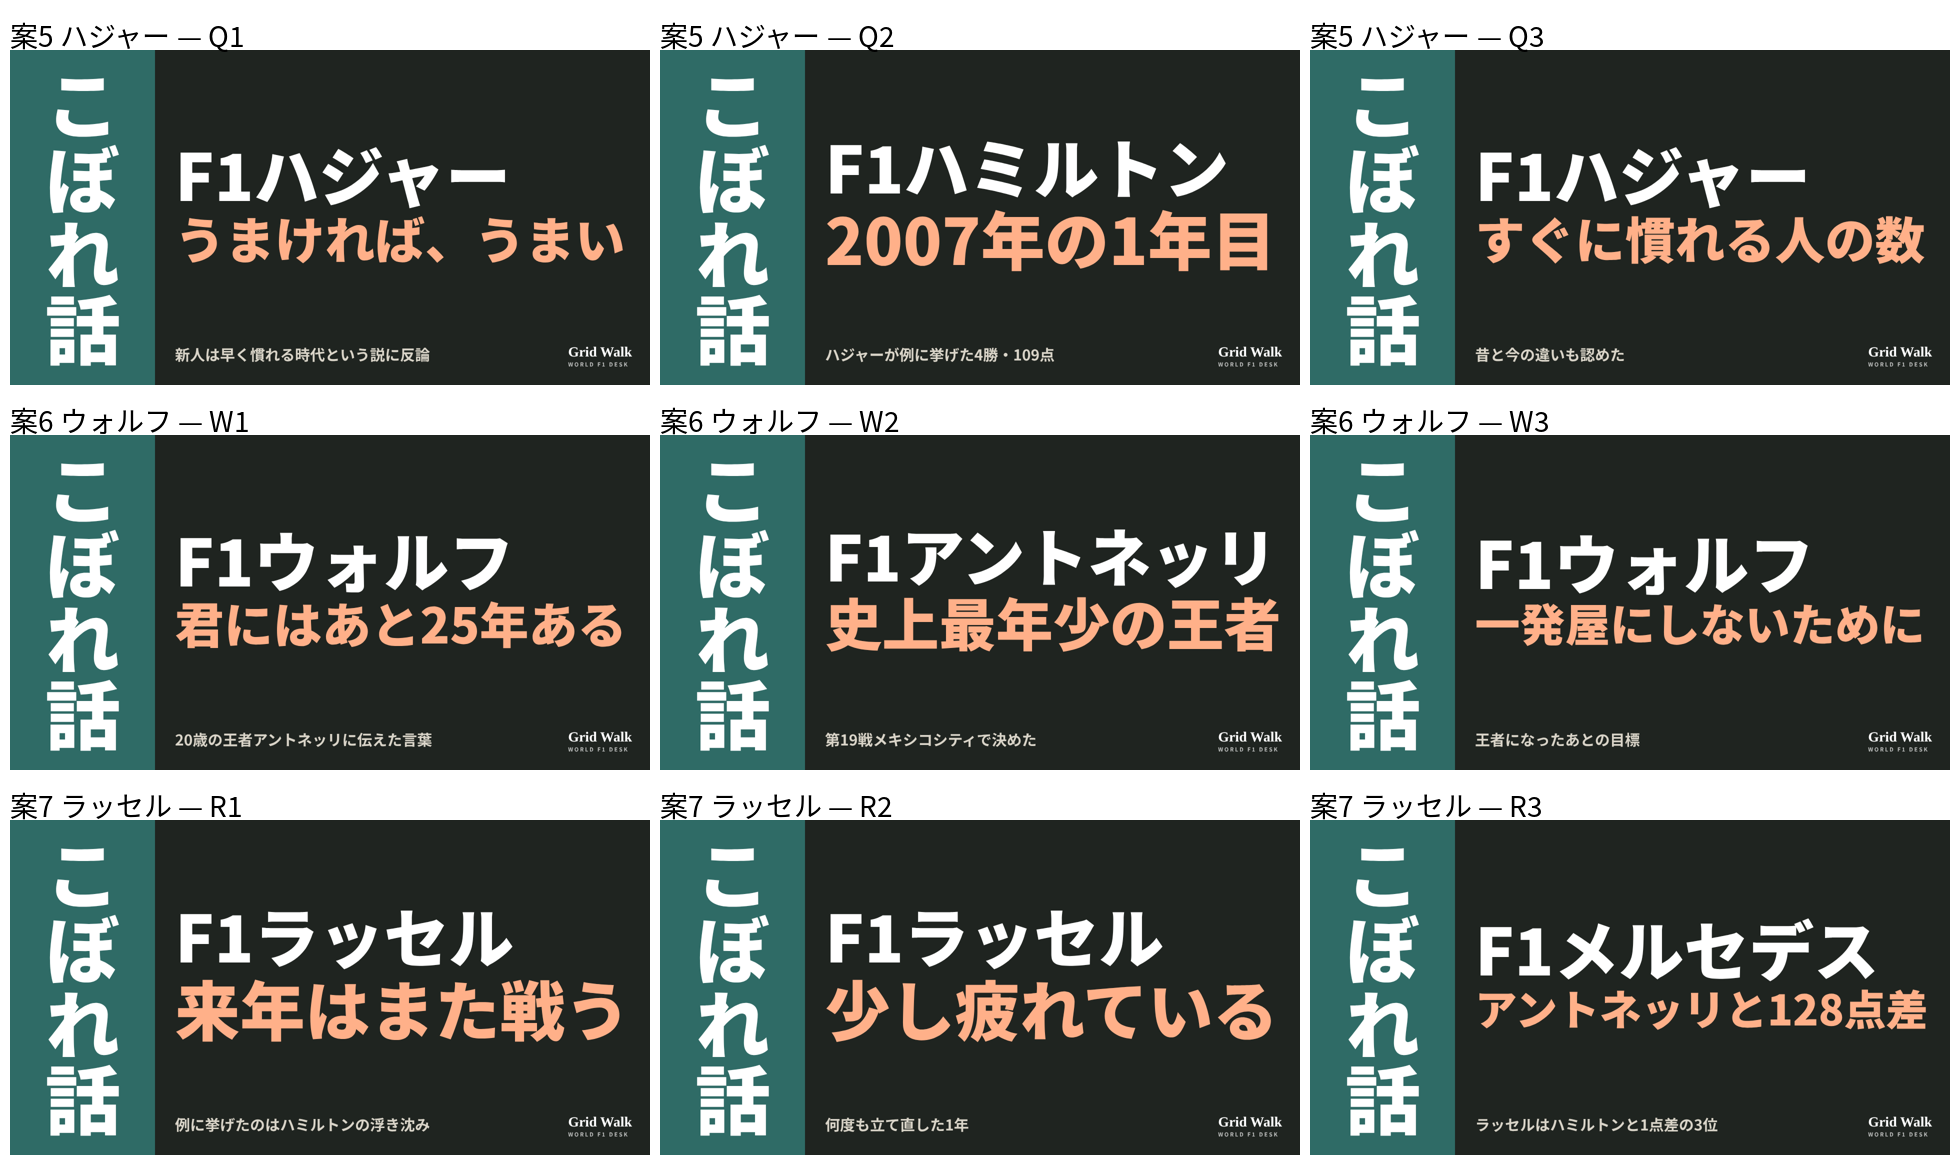 案5 ハジャー — Q1
こぼれ話
F1ハジャー
うまければ、うまい
新人は早く慣れる時代という説に反論
Grid Walk
WORLD F1 DESK
案5 ハジャー — Q2
こぼれ話
F1ハミルトン
2007年の1年目
ハジャーが例に挙げた4勝・109点
Grid Walk
WORLD F1 DESK
案5 ハジャー — Q3
こぼれ話
F1ハジャー
すぐに慣れる人の数
昔と今の違いも認めた
Grid Walk
WORLD F1 DESK
案6 ウォルフ — W1
こぼれ話
F1ウォルフ
君にはあと25年ある
20歳の王者アントネッリに伝えた言葉
Grid Walk
WORLD F1 DESK
案6 ウォルフ — W2
こぼれ話
F1アントネッリ
史上最年少の王者
第19戦メキシコシティで決めた
Grid Walk
WORLD F1 DESK
案6 ウォルフ — W3
こぼれ話
F1ウォルフ
一発屋にしないために
王者になったあとの目標
Grid Walk
WORLD F1 DESK
案7 ラッセル — R1
こぼれ話
F1ラッセル
来年はまた戦う
例に挙げたのはハミルトンの浮き沈み
Grid Walk
WORLD F1 DESK
案7 ラッセル — R2
こぼれ話
F1ラッセル
少し疲れている
何度も立て直した1年
Grid Walk
WORLD F1 DESK
案7 ラッセル — R3
こぼれ話
F1メルセデス
アントネッリと128点差
ラッセルはハミルトンと1点差の3位
Grid Walk
WORLD F1 DESK